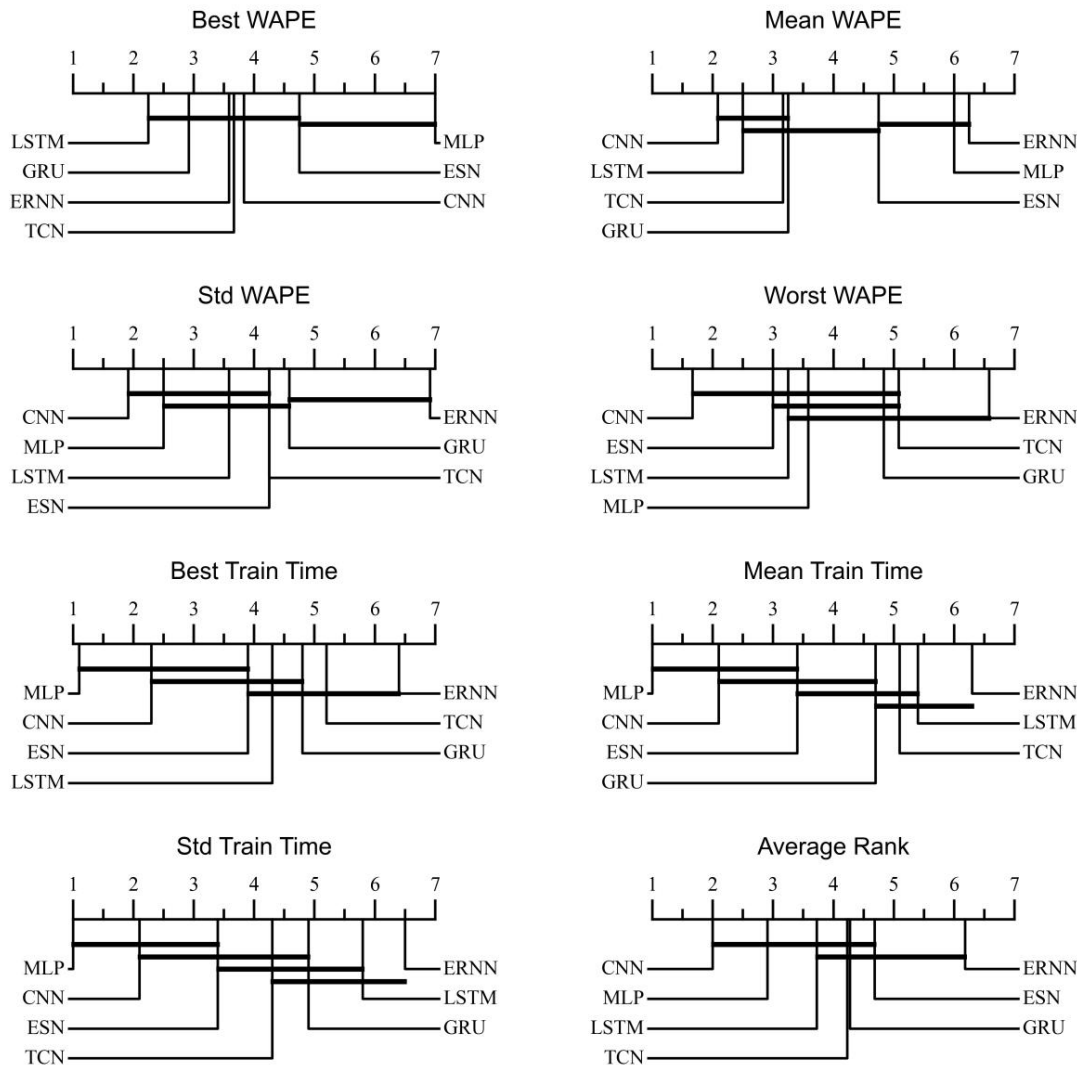 Best WAPE
1 2 3 4 5 6 7
LSTM MLP
GRU ESN
ERNN CNN
TCN
Mean WAPE
1 2 3 4 5 6 7
CNN ERNN
LSTM MLP
TCN ESN
GRU
Std WAPE
1 2 3 4 5 6 7
CNN ERNN
MLP GRU
LSTM TCN
ESN
Worst WAPE
1 2 3 4 5 6 7
CNN ERNN
ESN TCN
LSTM GRU
MLP
Best Train Time
1 2 3 4 5 6 7
MLP ERNN
CNN TCN
ESN GRU
LSTM
Mean Train Time
1 2 3 4 5 6 7
MLP ERNN
CNN LSTM
ESN TCN
GRU
Std Train Time
1 2 3 4 5 6 7
MLP ERNN
CNN LSTM
ESN GRU
TCN
Average Rank
1 2 3 4 5 6 7
CNN ERNN
MLP ESN
LSTM GRU
TCN